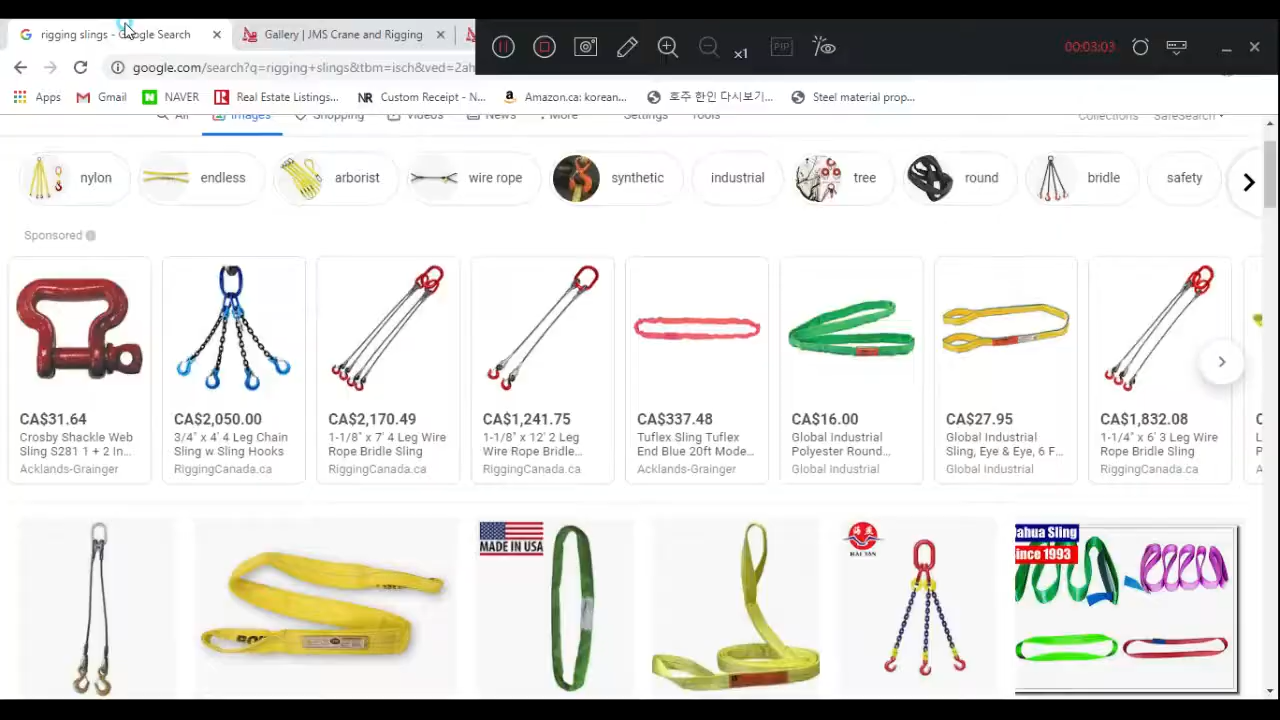 rigging slings - Google Search
Gallery | JMS Crane and Rigging
x1
PIP
00:03:03
google.com/search?q=rigging+slings&tbm=isch&ved=2ah
Apps
Gmail
NAVER
Real Estate Listings...
NR Custom Receipt - N...
Amazon.ca: korean...
호주 한인 다시보기...
Steel material prop...
All
Images
Shopping
Videos
News
More
Settings
Tools
Collections
SafeSearch
nylon
endless
arborist
wire rope
synthetic
industrial
tree
round
bridle
safety
Sponsored
CA$31.64
Crosby Shackle Web
Sling S281 1 + 2 In...
Acklands-Grainger
CA$2,050.00
3/4" x 4' 4 Leg Chain
Sling w Sling Hooks
RiggingCanada.ca
CA$2,170.49
1-1/8" x 7' 4 Leg Wire
Rope Bridle Sling
RiggingCanada.ca
CA$1,241.75
1-1/8" x 12' 2 Leg
Wire Rope Bridle...
RiggingCanada.ca
CA$337.48
Tuflex Sling Tuflex
End Blue 20ft Mode...
Acklands-Grainger
CA$16.00
Global Industrial
Polyester Round...
Global Industrial
CA$27.95
Global Industrial
Sling, Eye & Eye, 6 F...
Global Industrial
CA$1,832.08
1-1/4" x 6' 3 Leg Wire
Rope Bridle Sling
RiggingCanada.ca
MADE IN USA
HAI YAN
ahua Sling
ince 1993